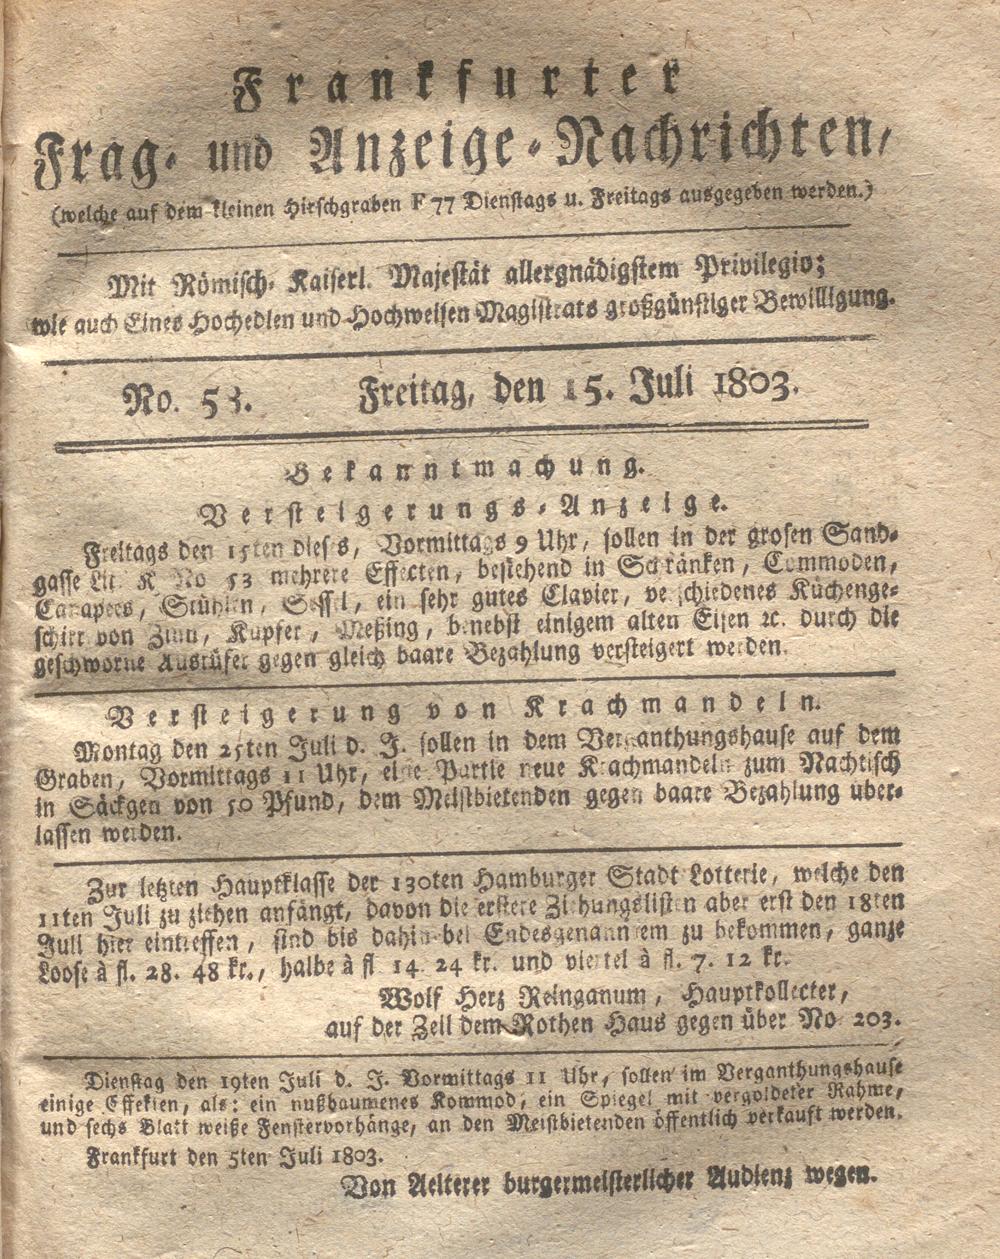 Frankfurter
Frag- und Anzeige-Nachrichten,
(welche auf dem kleinen Hirschgraben F 77 Dienstags u. Freitags ausgegeben werden.)
Mit Römisch- Kaiserl. Majestät allergnädigstem Privilegio;
wie auch Eines Hochedlen und Hochweisen Magistrats großgünstiger Bewilligung.
No. 58. Freitag, den 15. Juli 1803.
Bekanntmachung.
Versteigerungs-Anzeige.
Freitags den 15ten dieses, Vormittags 9 Uhr, sollen in der grosen Sand-
gasse Lit. K No 53 mehrere Effecten, bestehend in Schränken, Commoden,
Canapees, Stühlen, Sessel, ein sehr gutes Clavier, verschiedenes Küchenge-
schirr von Zinn, Kupfer, Meßing, benebst einigem alten Eisen ꝛc. durch die
geschworne Ausrüfer gegen gleich baare Bezahlung versteigert werden.
Versteigerung von Krachmandeln.
Montag den 25ten Juli d. J. sollen in dem Verganthungshause auf dem
Graben, Vormittags 11 Uhr, eine Partie neue Krachmandeln zum Nachtisch
in Säckgen von 50 Pfund, dem Meistbietenden gegen baare Bezahlung uber-
lassen werden.
Zur letzten Hauptklasse der 130ten Hamburger Stadt Lotterie, welche den
11ten Juli zu ziehen anfängt, davon die erstere Ziehungslisten aber erst den 18ten
Juli hier eintreffen, sind bis dahin bei Endesgenanntem zu bekommen, ganze
Loose à fl. 28. 48 kr., halbe à fl 14. 24 kr. und viertel à fl. 7. 12 kr.
Wolf Herz Reinganum, Hauptkollecter,
auf der Zeil dem Rothen Haus gegen über No 203.
Dienstag den 19ten Juli d. J. Vormittags 11 Uhr, sollen im Verganthungshause
einige Effekten, als: ein nußbaumenes Kommod, ein Spiegel mit vergoldeter Rahme,
und sechs Blatt weiße Fenstervorhänge, an den Meistbietenden öffentlich verkauft werden.
Frankfurt den 5ten Juli 1803.
Von Aelterer burgermeisterlicher Audienz wegen.